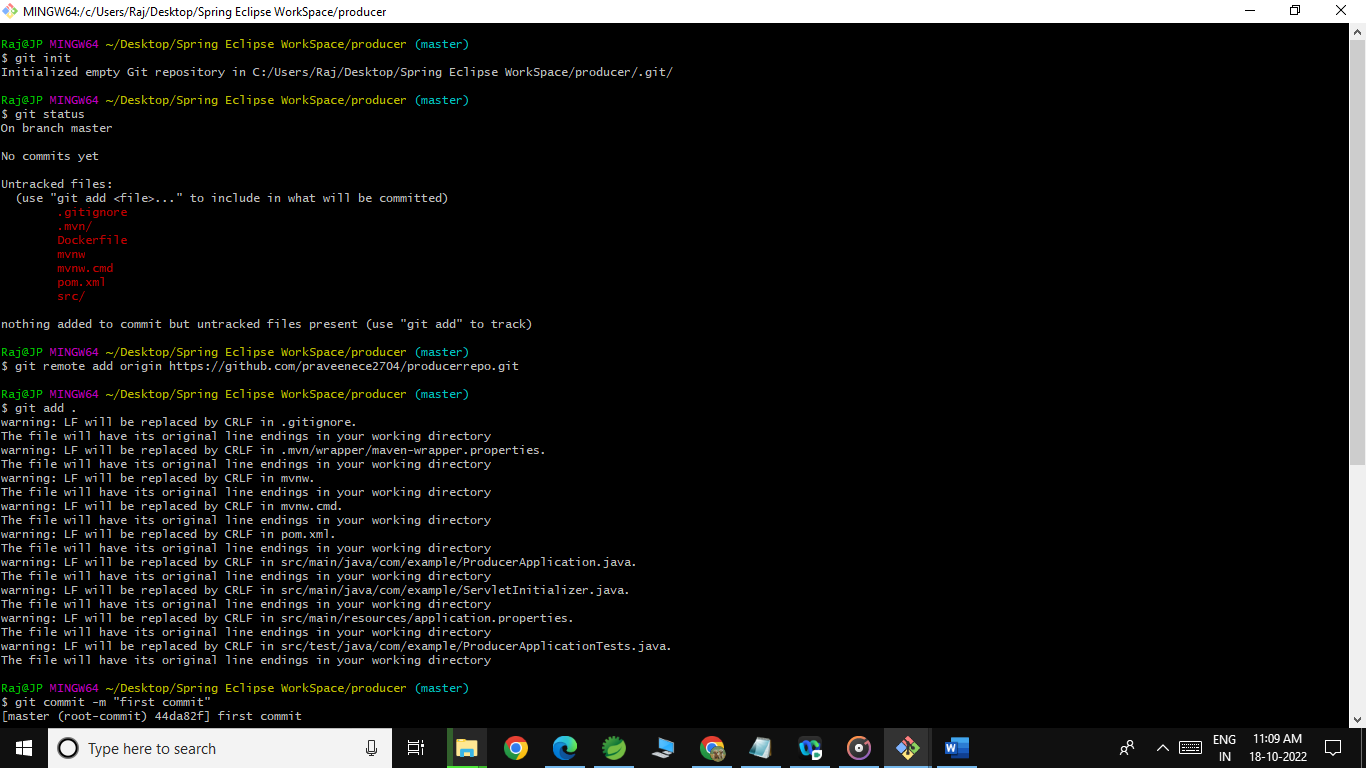 MINGW64:/c/Users/Raj/Desktop/Spring Eclipse WorkSpace/producer
Raj@JP MINGW64 ~/Desktop/Spring Eclipse WorkSpace/producer (master)
$ git init
Initialized empty Git repository in C:/Users/Raj/Desktop/Spring Eclipse WorkSpace/producer/.git/
Raj@JP MINGW64 ~/Desktop/Spring Eclipse WorkSpace/producer (master)
$ git status
On branch master
No commits yet
Untracked files:
(use "git add <file>..." to include in what will be committed)
.gitignore
.mvn/
Dockerfile
mvnw
mvnw.cmd
pom.xml
src/
nothing added to commit but untracked files present (use "git add" to track)
Raj@JP MINGW64 ~/Desktop/Spring Eclipse WorkSpace/producer (master)
$ git remote add origin https://github.com/praveenece2704/producerrepo.git
Raj@JP MINGW64 ~/Desktop/Spring Eclipse WorkSpace/producer (master)
$ git add .
warning: LF will be replaced by CRLF in .gitignore.
The file will have its original line endings in your working directory
warning: LF will be replaced by CRLF in .mvn/wrapper/maven-wrapper.properties.
The file will have its original line endings in your working directory
warning: LF will be replaced by CRLF in mvnw.
The file will have its original line endings in your working directory
warning: LF will be replaced by CRLF in mvnw.cmd.
The file will have its original line endings in your working directory
warning: LF will be replaced by CRLF in pom.xml.
The file will have its original line endings in your working directory
warning: LF will be replaced by CRLF in src/main/java/com/example/ProducerApplication.java.
The file will have its original line endings in your working directory
warning: LF will be replaced by CRLF in src/main/java/com/example/ServletInitializer.java.
The file will have its original line endings in your working directory
warning: LF will be replaced by CRLF in src/main/resources/application.properties.
The file will have its original line endings in your working directory
warning: LF will be replaced by CRLF in src/test/java/com/example/ProducerApplicationTests.java.
The file will have its original line endings in your working directory
Raj@JP MINGW64 ~/Desktop/Spring Eclipse WorkSpace/producer (master)
$ git commit -m "first commit"
[master (root-commit) 44da82f] first commit
Type here to search
ENG
IN
11:09 AM
18-10-2022